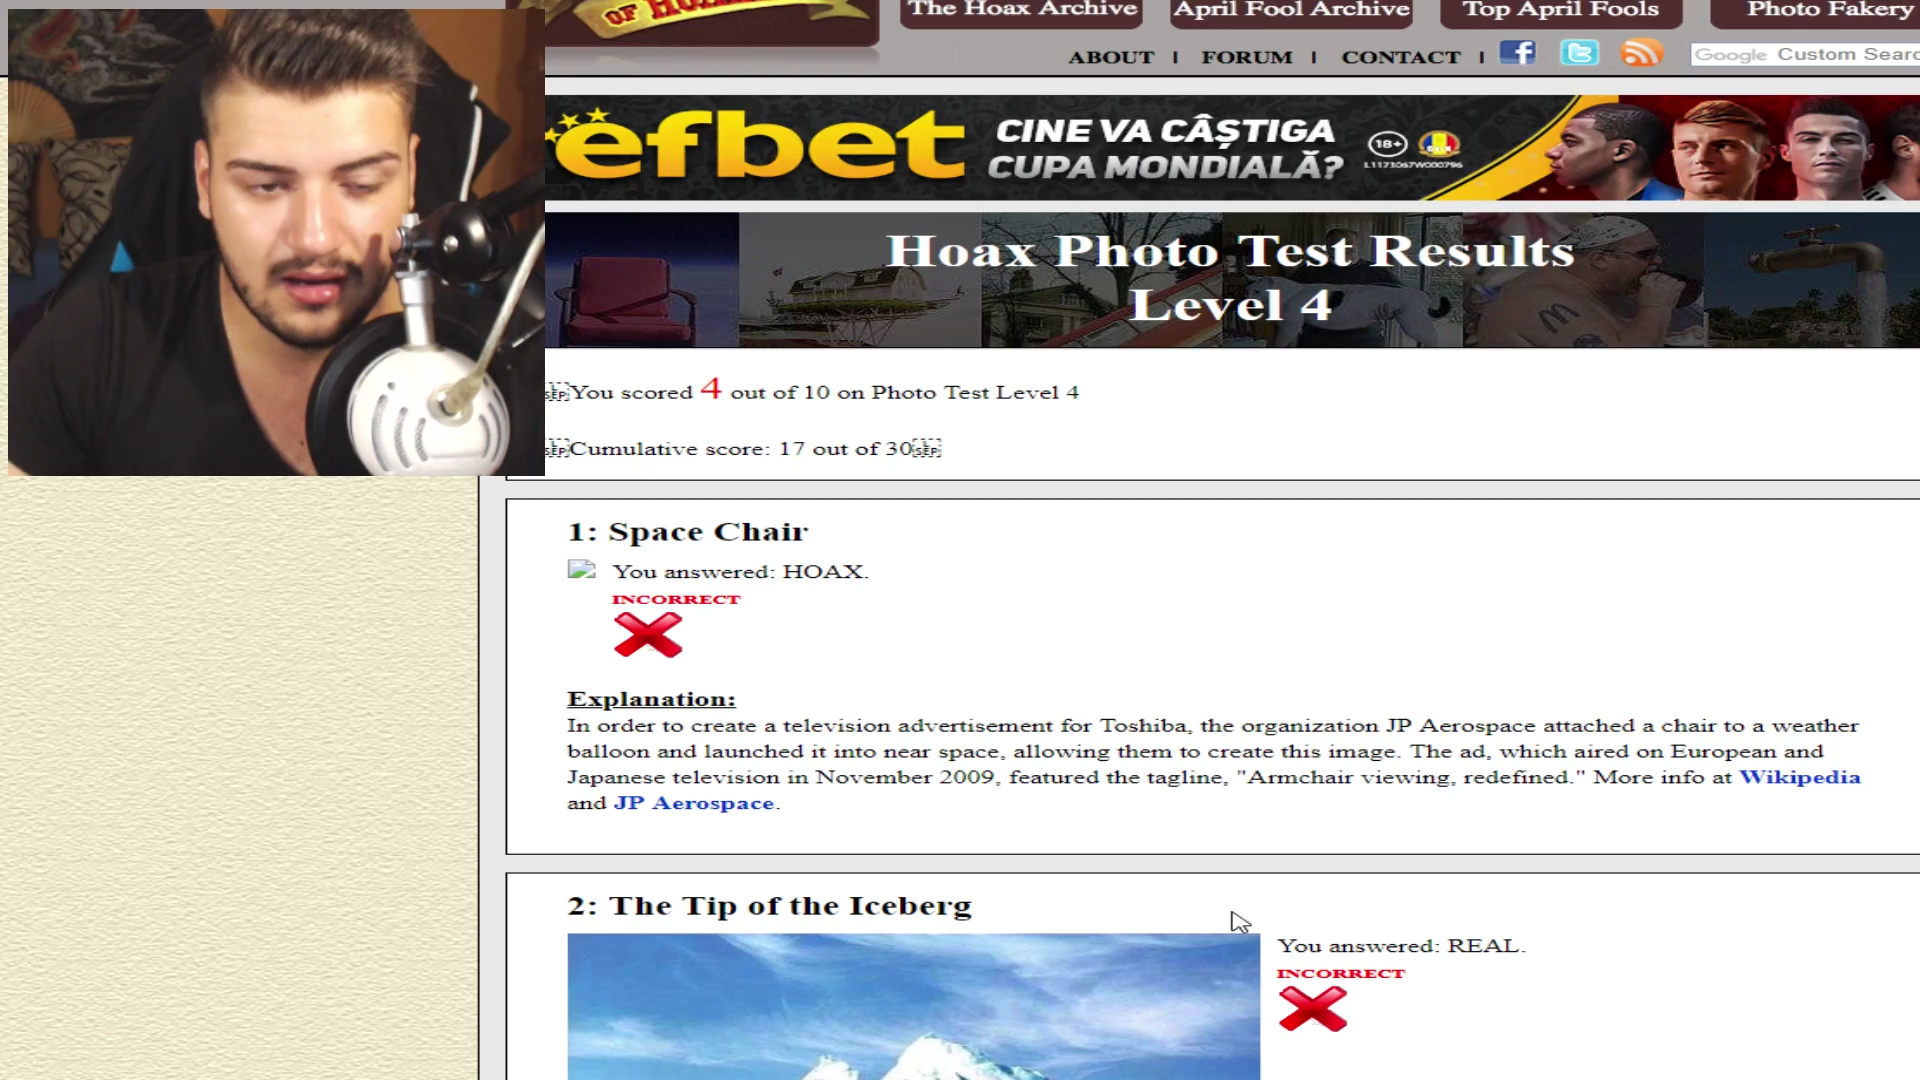 OF
The Hoax Archive
April Fool Archive
Top April Fools
Photo Fakery
ABOUT | FORUM | CONTACT |
Google Custom Searc
efbet
CINE VA CÂȘTIGA
CUPA MONDIALĂ?
18+
L1173067W000796
Hoax Photo Test Results
Level 4
You scored 4 out of 10 on Photo Test Level 4
Cumulative score: 17 out of 30
1: Space Chair
You answered: HOAX.
INCORRECT
Explanation:
In order to create a television advertisement for Toshiba, the organization JP Aerospace attached a chair to a weather
balloon and launched it into near space, allowing them to create this image. The ad, which aired on European and
Japanese television in November 2009, featured the tagline, "Armchair viewing, redefined." More info at Wikipedia
and JP Aerospace.
2: The Tip of the Iceberg
You answered: REAL.
INCORRECT